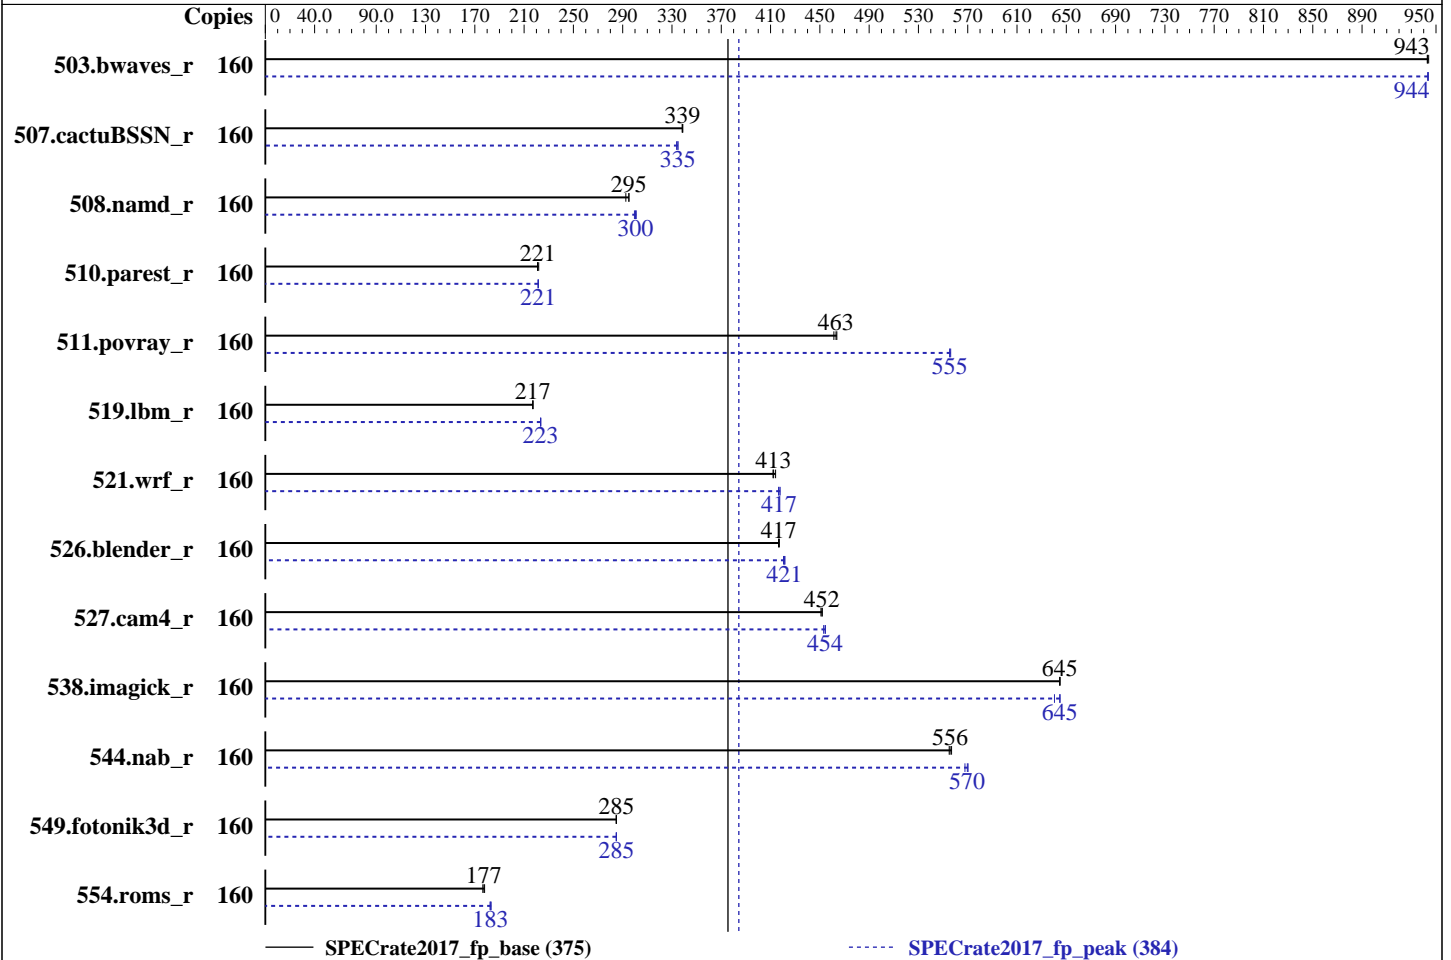 Copies 0 40.0 90.0 130 170 210 250 290 330 370 410 450 490 530 570 610 650 690 730 770 810 850 890 950
503.bwaves_r 160 943
944
507.cactuBSSN_r 160 339
335
508.namd_r 160 295
300
510.parest_r 160 221
221
511.povray_r 160 463
555
519.lbm_r 160 217
223
521.wrf_r 160 413
417
526.blender_r 160 417
421
527.cam4_r 160 452
454
538.imagick_r 160 645
645
544.nab_r 160 556
570
549.fotonik3d_r 160 285
285
554.roms_r 160 177
183
SPECrate2017_fp_base (375) SPECrate2017_fp_peak (384)